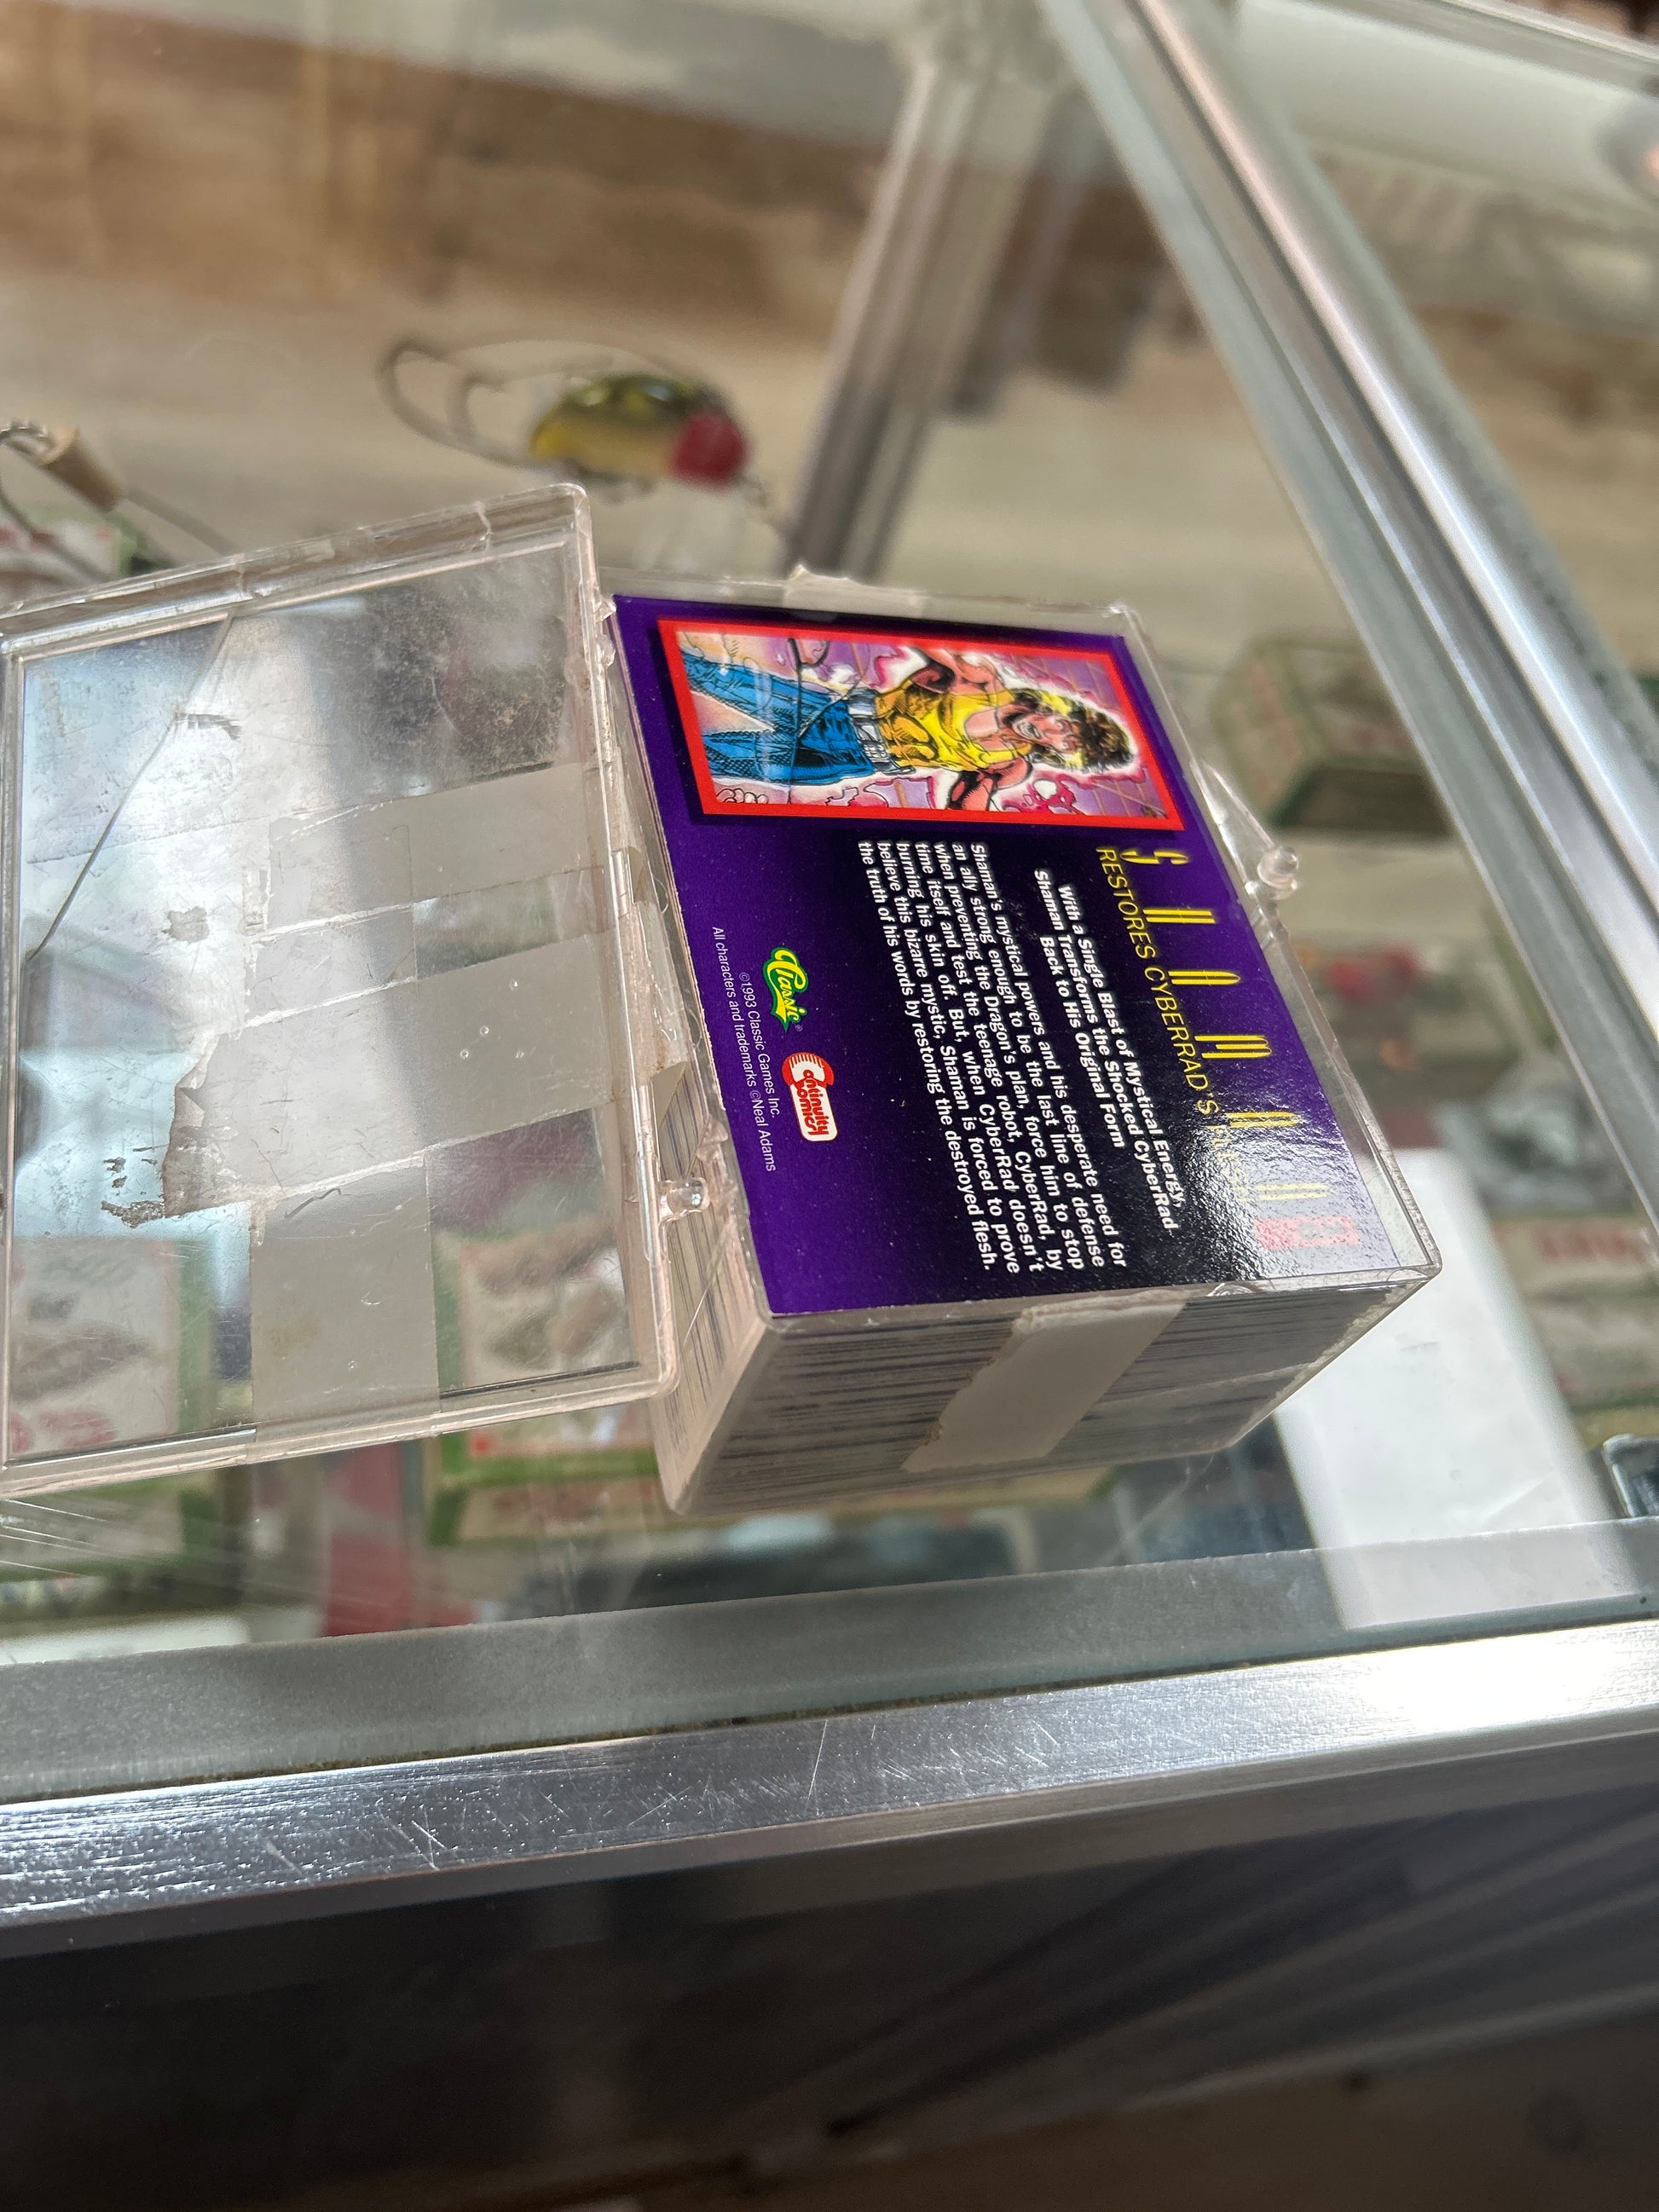 SHAMAN
RESTORES CYBERRAD'S FLESH
With a Single Blast of Mystical Energy,
Shaman Transforms the Shocked CyberRad
Back to His Original Form
Shaman's mystical powers and his desperate need for
an ally strong enough to be the last line of defense
when preventing the Dragon's plan, force him to stop
time itself and test the teenage robot, CyberRad, by
burning his skin off. But, when CyberRad doesn't
believe this bizarre mystic, Shaman is forced to prove
the truth of his words by restoring the destroyed flesh.
Classic®
Continuity
Comics
©1993 Classic Games Inc.
All characters and trademarks ©Neal Adams